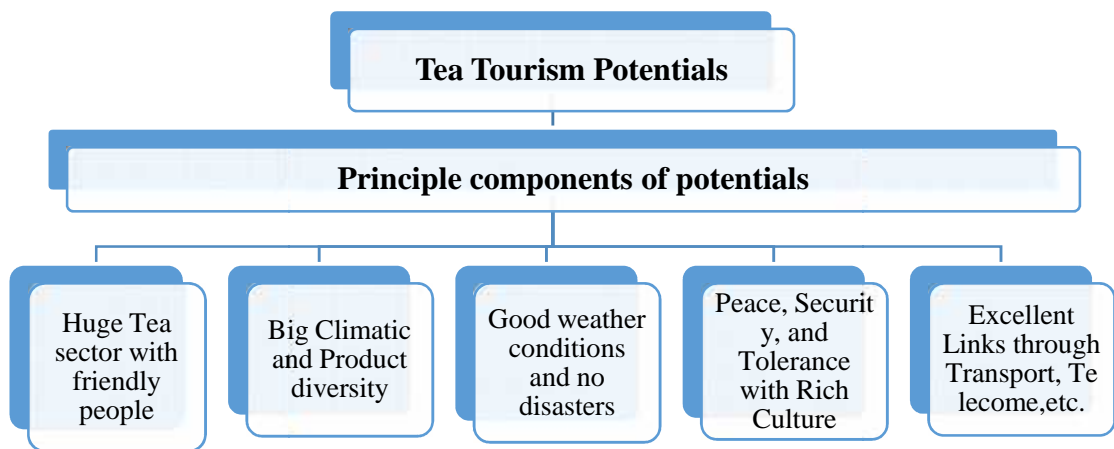 Tea Tourism Potentials
Principle components of potentials
Huge Tea
sector with
friendly
people
Big Climatic
and Product
diversity
Good weather
conditions
and no
disasters
Peace, Securit
y, and
Tolerance
with Rich
Culture
Excellent
Links through
Transport, Te
lecome,etc.